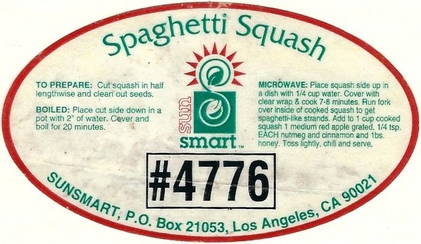 Spaghetti Squash
TO PREPARE: Cut squash in half
lengthwise and clean out seeds.
BOILED: Place cut side down in a
pot with 2" of water. Cover and
boil for 20 minutes.
sun
smart™
MICROWAVE: Place squash side up in
a dish with 1/4 cup water. Cover with
clear wrap & cook 7-8 minutes. Run fork
over inside of cooked squash to get
spaghetti-like strands. Add to 1 cup cooked
squash 1 medium red apple grated, 1/4 tsp.
EACH nutmeg and cinnamon and 1tbs.
honey. Toss lightly, chill and serve.
#4776
SUNSMART, P.O. Box 21053, Los Angeles, CA 90021